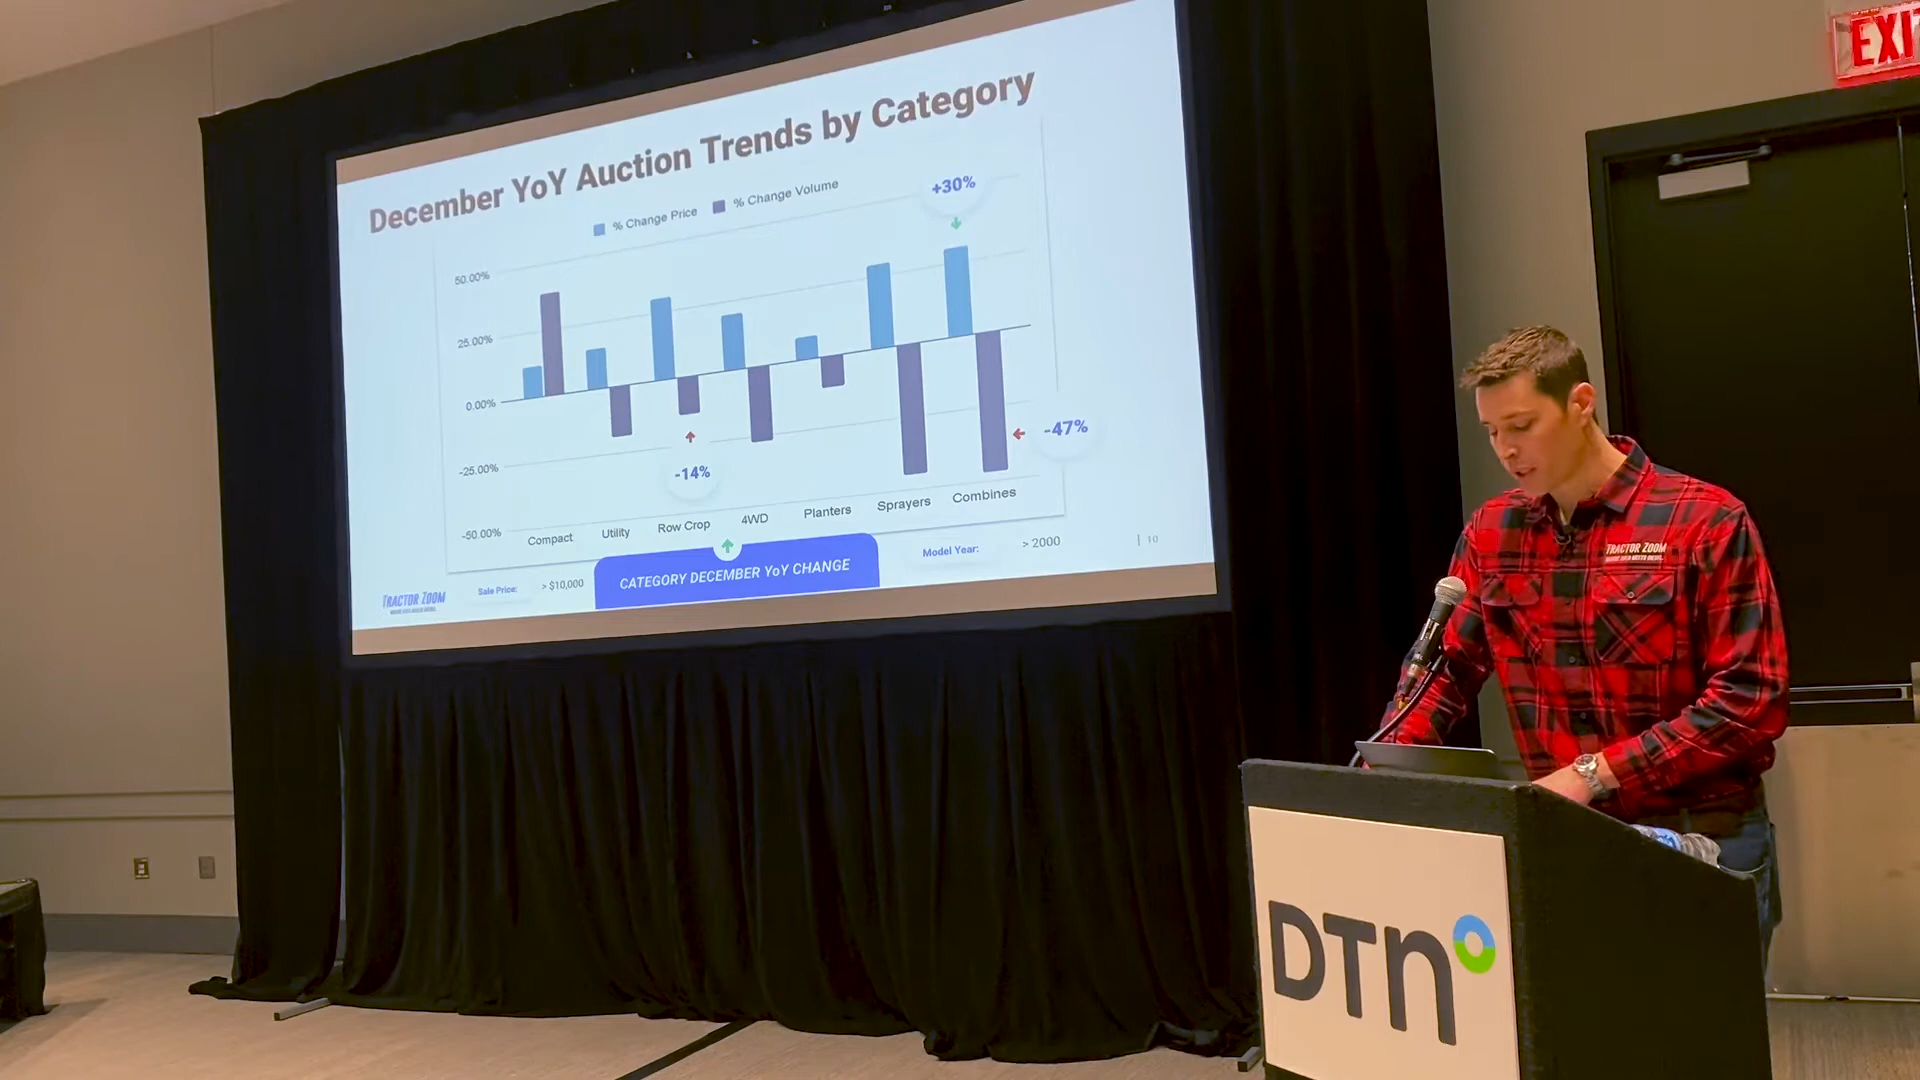 EXI
December YoY Auction Trends by Category
% Change Price
% Change Volume
+30%
50.00%
25.00%
0.00%
-25.00%
-50.00%
-14%
-47%
Compact
Utility
Row Crop
4WD
Planters
Sprayers
Combines
TRACTOR ZOOM
Sale Price:
> $10,000
CATEGORY DECEMBER YoY CHANGE
Model Year:
> 2000
| 10
TRACTOR ZOOM
DTN